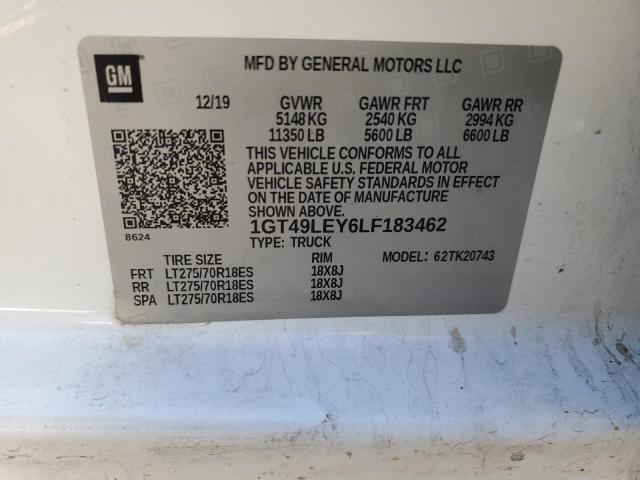 GM
MFD BY GENERAL MOTORS LLC
12/19 GVWR GAWR FRT GAWR RR
5148 KG 2540 KG 2994 KG
11350 LB 5600 LB 6600 LB
THIS VEHICLE CONFORMS TO ALL
APPLICABLE U.S. FEDERAL MOTOR
VEHICLE SAFETY STANDARDS IN EFFECT
ON THE DATE OF MANUFACTURE
SHOWN ABOVE.
8624
1GT49LEY6LF183462
TYPE: TRUCK MODEL: 62TK20743
TIRE SIZE RIM
FRT LT275/70R18ES 18X8J
RR LT275/70R18ES 18X8J
SPA LT275/70R18ES 18X8J